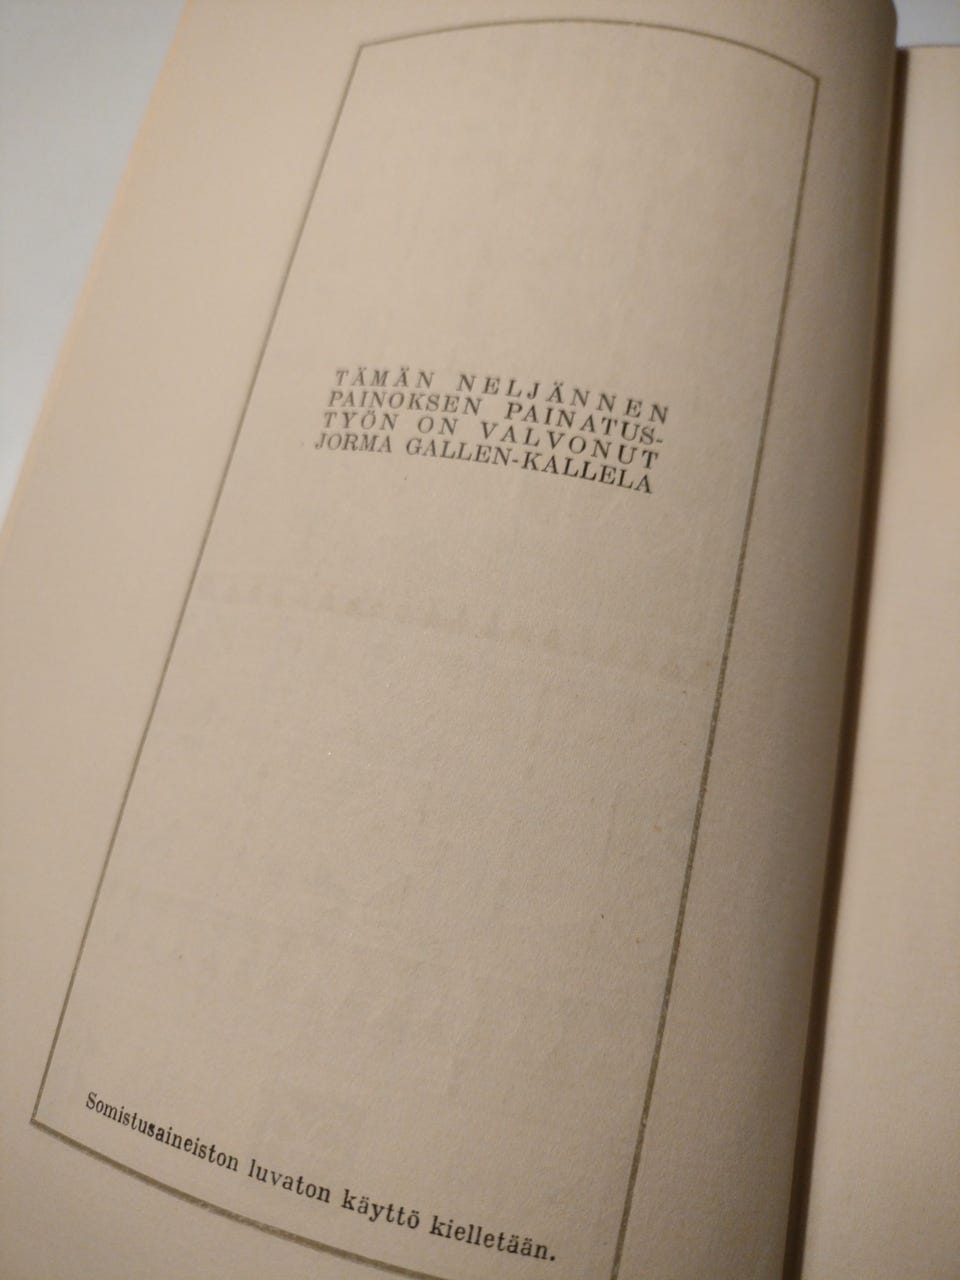 TÄMÄN NELJÄNNEN
PAINOKSEN PAINATUS-
TYÖN ON VALVONUT
JORMA GALLEN-KALLELA
Somistusaineiston luvaton käyttö kielletään.